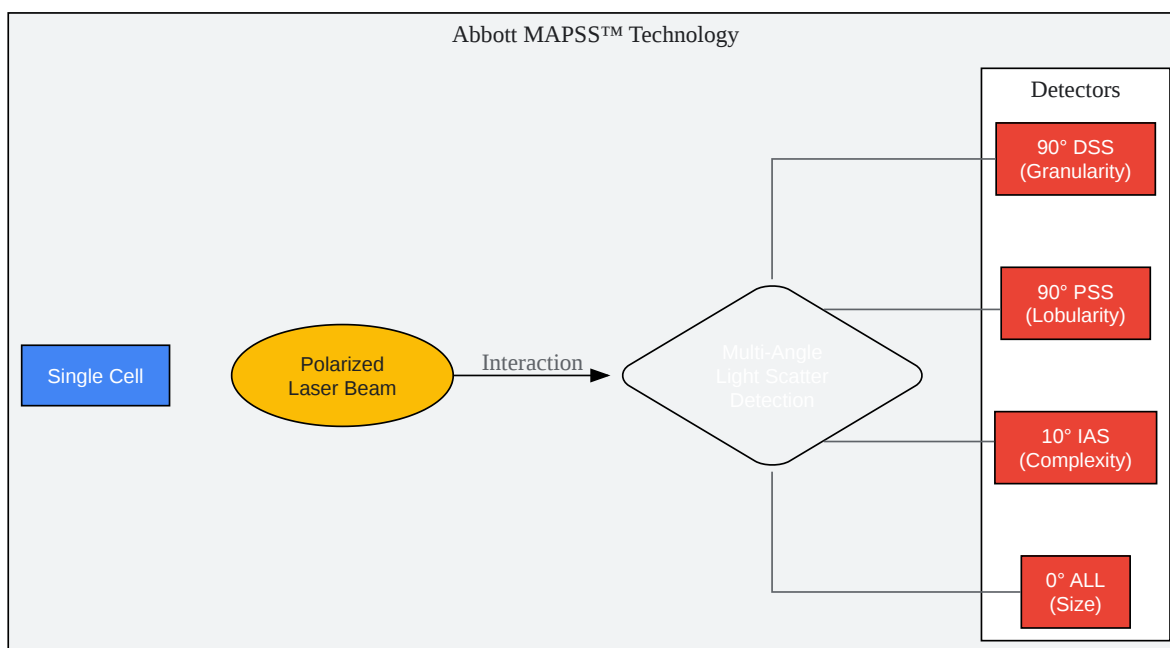 Abbott MAPSS™ Technology
Detectors
90° DSS
(Granularity)
90° PSS
(Lobularity)
Single Cell
Polarized
Laser Beam
Interaction
Multi-Angle
Light Scatter
Detection
10° IAS
(Complexity)
0° ALL
(Size)